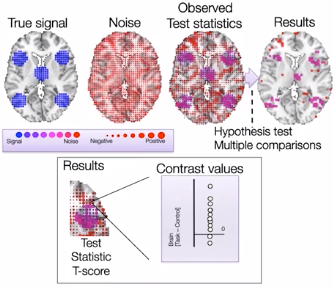 True signal
Noise
Observed
Test statistics
Results
Signal
Noise
Negative
Positive
Hypothesis test
Multiple comparisons
Results
Contrast values
Test
Statistic
T-score
Brain
[Task – Control]
0